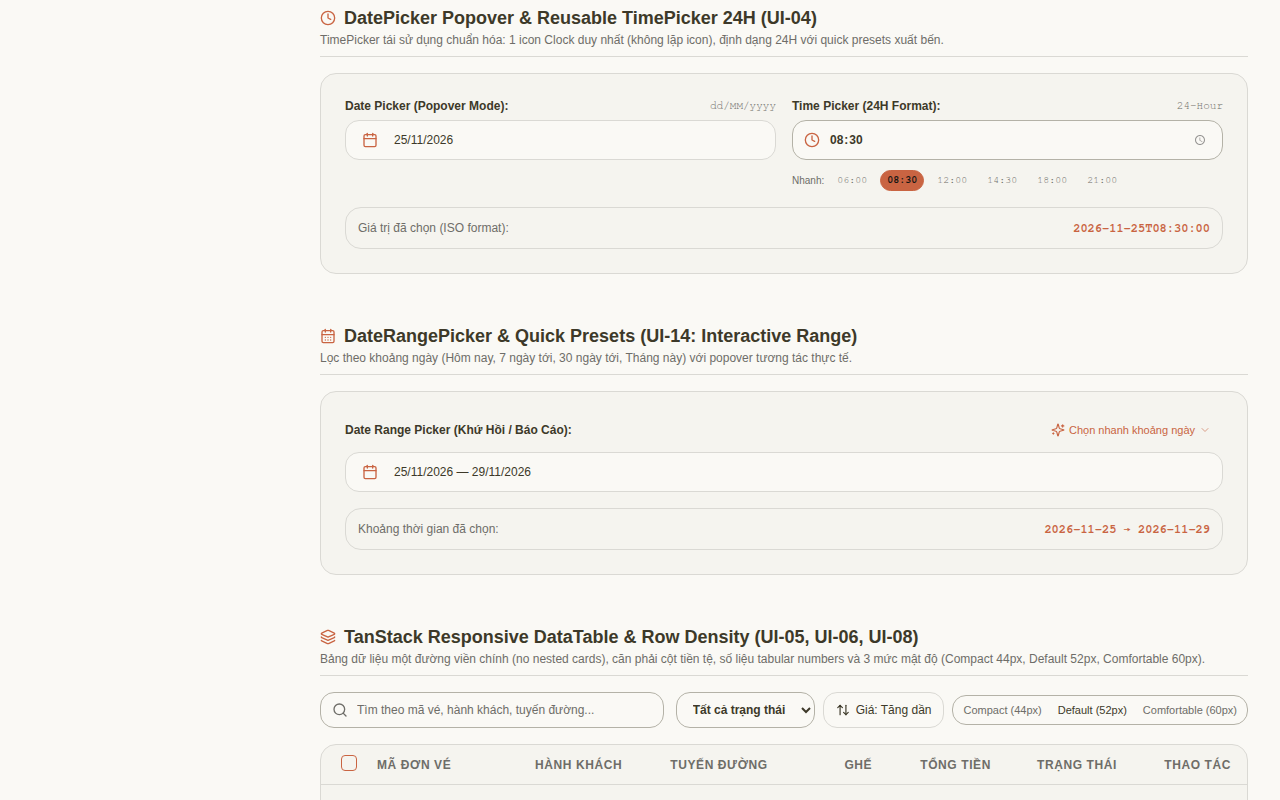 DatePicker Popover & Reusable TimePicker 24H (UI-04)
TimePicker tái sử dụng chuẩn hóa: 1 icon Clock duy nhất (không lặp icon), định dạng 24H với quick presets xuất bến.
Date Picker (Popover Mode): dd/MM/yyyy
Time Picker (24H Format): 24-Hour
25/11/2026
08:30
Nhanh: 06:00 08:30 12:00 14:30 18:00 21:00
Giá trị đã chọn (ISO format): 2026-11-25T08:30:00
DateRangePicker & Quick Presets (UI-14: Interactive Range)
Lọc theo khoảng ngày (Hôm nay, 7 ngày tới, 30 ngày tới, Tháng này) với popover tương tác thực tế.
Date Range Picker (Khứ Hồi / Báo Cáo): Chọn nhanh khoảng ngày
25/11/2026 — 29/11/2026
Khoảng thời gian đã chọn: 2026-11-25 → 2026-11-29
TanStack Responsive DataTable & Row Density (UI-05, UI-06, UI-08)
Bảng dữ liệu một đường viền chính (no nested cards), căn phải cột tiền tệ, số liệu tabular numbers và 3 mức mật độ (Compact 44px, Default 52px, Comfortable 60px).
Tìm theo mã vé, hành khách, tuyến đường... Tất cả trạng thái Giá: Tăng dần Compact (44px) Default (52px) Comfortable (60px)
MÃ ĐƠN VÉ HÀNH KHÁCH TUYẾN ĐƯỜNG GHẾ TỔNG TIỀN TRẠNG THÁI THAO TÁC